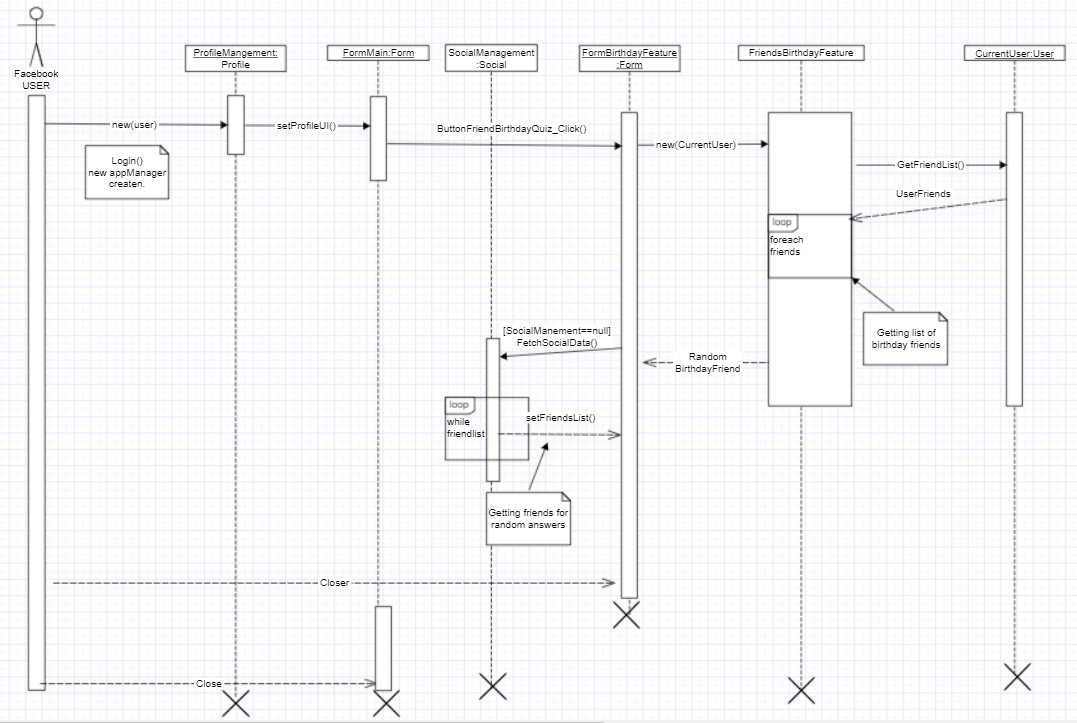 Facebook
USER
ProfileMangement:
Profile
FormMain:Form
SocialManagement
:Social
FormBirthdayFeature
:Form
FriendsBirthdayFeature
CurrentUser:User
new(user)
setProfileUI()
ButtonFriendBirthdayQuiz_Click()
new(CurrentUser)
GetFriendList()
Login()
new appManager
createn.
UserFriends
loop
foreach
friends
Getting list of
birthday friends
[SocialManement==null]
FetchSocialData()
Random
BirthdayFriend
loop
while
friendlist
setFriendsList()
Getting friends for
random answers
Closer
Close